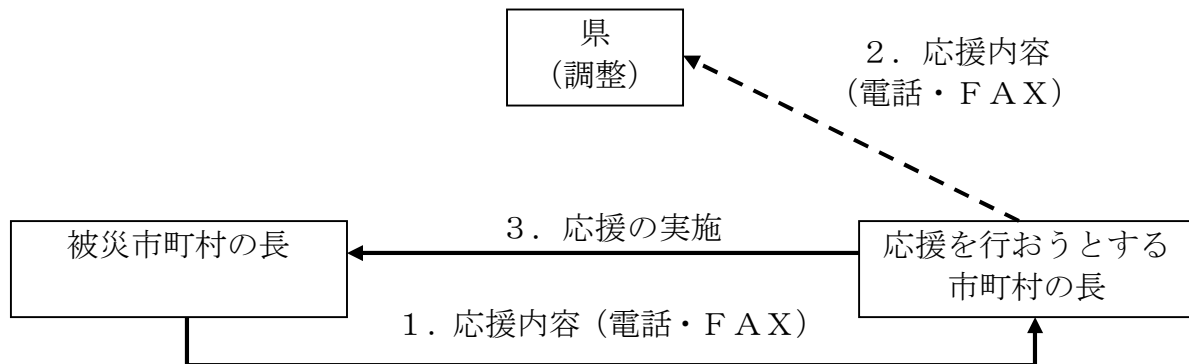 県
（調整）
２．応援内容
（電話・ＦＡＸ）
被災市町村の長
３．応援の実施
応援を行おうとする
市町村の長
１．応援内容（電話・ＦＡＸ）